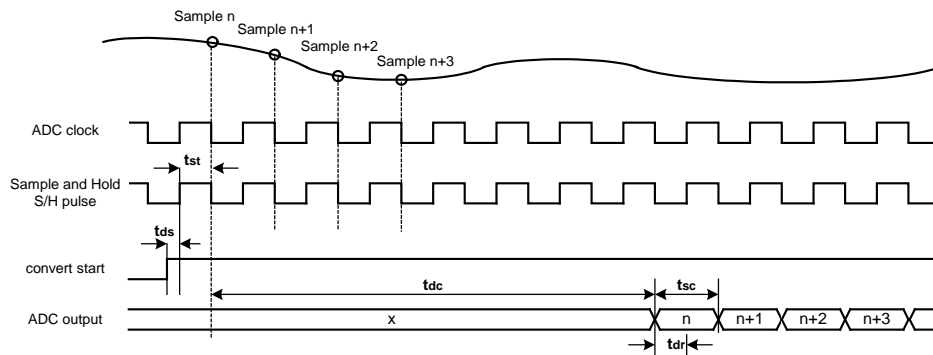 Sample n
Sample n+1
Sample n+2
Sample n+3
ADC clock
tst
Sample and Hold
S/H pulse
tds
convert start
tdc
tsc
ADC output
x
n
n+1
n+2
n+3
tdr